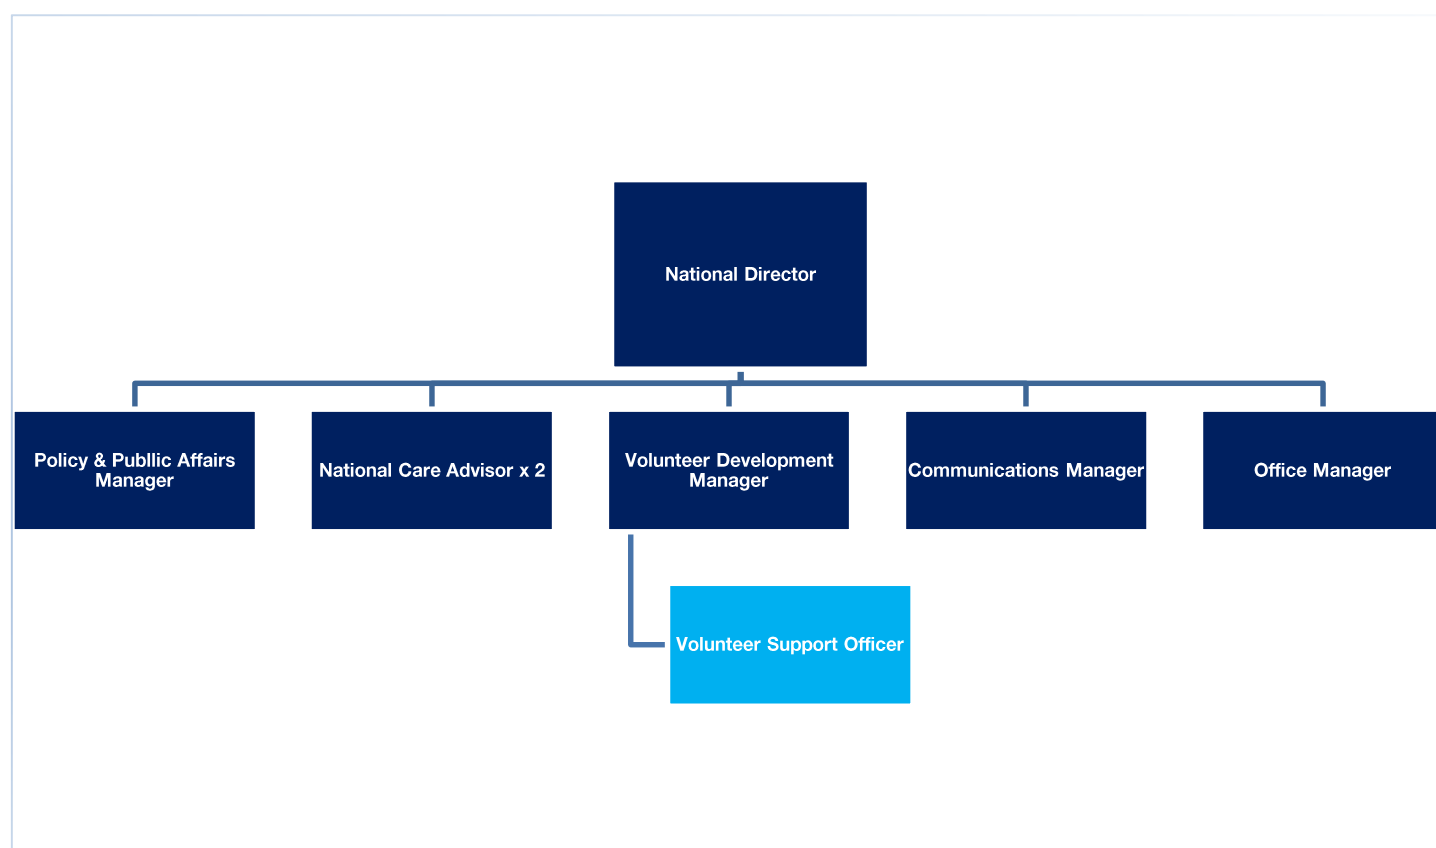 National Director
Policy & Publlic Affairs
Manager
National Care Advisor x 2
Volunteer Development
Manager
Communications Manager
Office Manager
Volunteer Support Officer